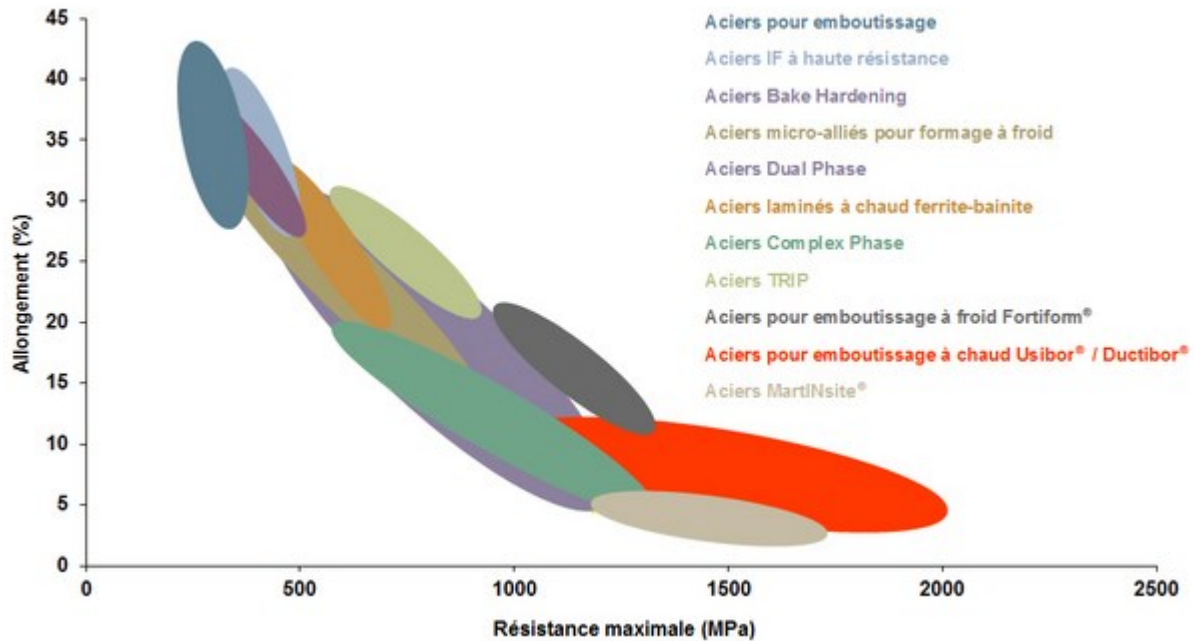 45
40
35
30
25
20
15
10
5
0
Allongement (%)
0 500 1000 1500 2000 2500
Résistance maximale (MPa)
Aciers pour emboutissage
Aciers IF à haute résistance
Aciers Bake Hardening
Aciers micro-alliés pour formage à froid
Aciers Dual Phase
Aciers laminés à chaud ferrite-bainite
Aciers Complex Phase
Aciers TRIP
Aciers pour emboutissage à froid Fortiform®
Aciers pour emboutissage à chaud Usibor® / Ductibor®
Aciers MartINsite®